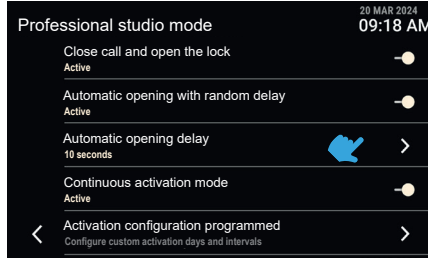 20 MAR 2024
Professional studio mode
09:18 AM
Close call and open the lock
Active
Automatic opening with random delay
Active
Automatic opening delay
10 seconds
Continuous activation mode
Active
Activation configuration programmed
Configure custom activation days and intervals